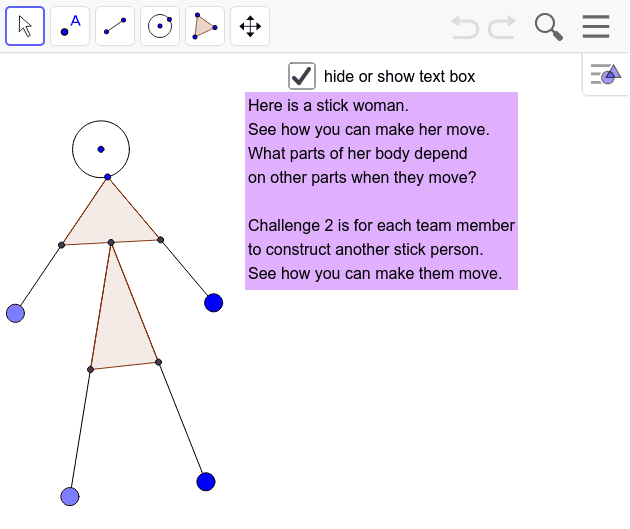 A
hide or show text box
Here is a stick woman.
See how you can make her move.
What parts of her body depend
on other parts when they move?
Challenge 2 is for each team member
to construct another stick person.
See how you can make them move.